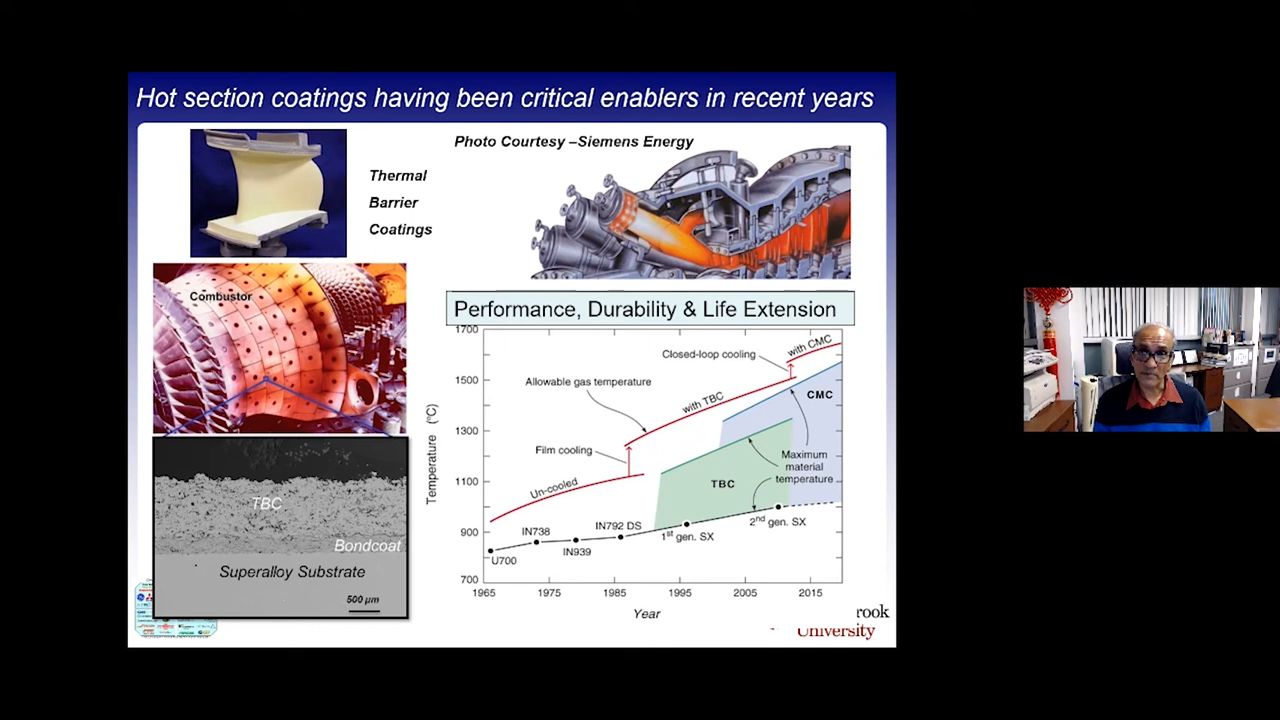 Hot section coatings having been critical enablers in recent years
Photo Courtesy –Siemens Energy
Thermal
Barrier
Coatings
Combustor
TBC
Bondcoat
Superalloy Substrate
500 µm
Performance, Durability & Life Extension
1700
1500
1300
1100
900
700
Temperature (°C)
Closed-loop cooling
with CMC
Allowable gas temperature
with TBC
CMC
Film cooling
Maximum
material
temperature
Un-cooled
TBC
IN738
IN792 DS
1st gen. SX
2nd gen. SX
U700
IN939
1965
1975
1985
1995
2005
2015
Year
rook
University